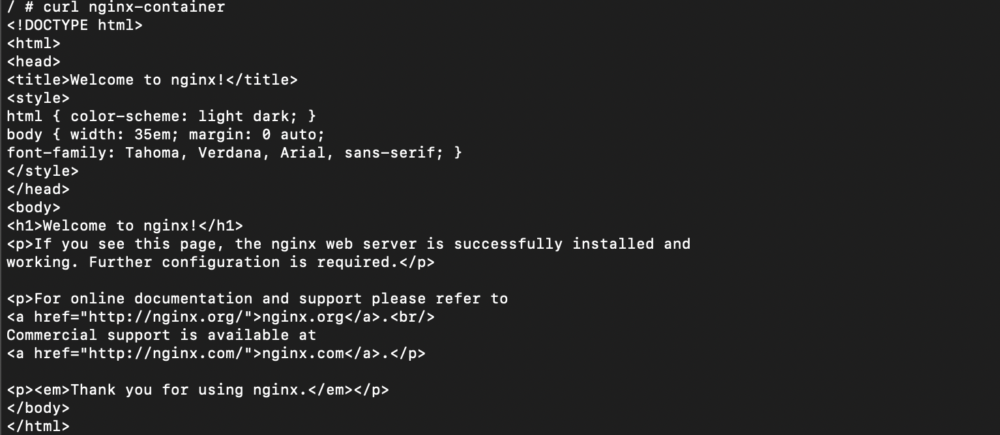 / # curl nginx-container
<!DOCTYPE html>
<html>
<head>
<title>Welcome to nginx!</title>
<style>
html { color-scheme: light dark; }
body { width: 35em; margin: 0 auto;
font-family: Tahoma, Verdana, Arial, sans-serif; }
</style>
</head>
<body>
<h1>Welcome to nginx!</h1>
<p>If you see this page, the nginx web server is successfully installed and
working. Further configuration is required.</p>

<p>For online documentation and support please refer to
<a href="http://nginx.org/">nginx.org</a>.<br/>
Commercial support is available at
<a href="http://nginx.com/">nginx.com</a>.</p>

<p><em>Thank you for using nginx.</em></p>
</body>
</html>